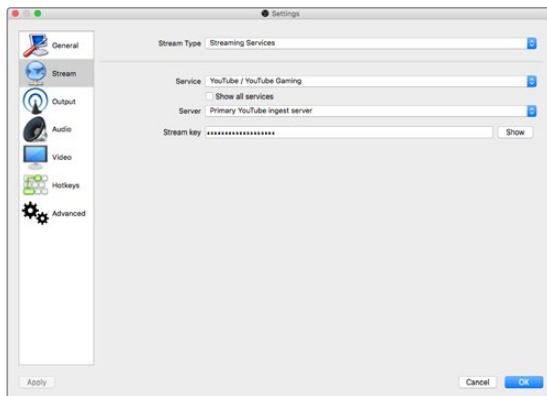 Settings
General
Stream
Output
Audio
Video
Hotkeys
Advanced
Stream Type Streaming Services
Service YouTube / YouTube Gaming
Show all services
Server Primary YouTube ingest server
Stream key ••••••••••••••••••• Show
Apply Cancel OK